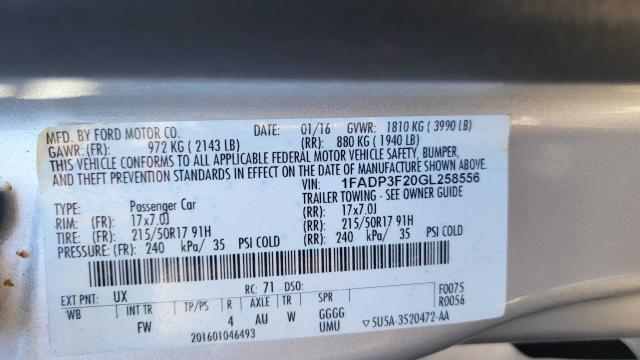 MFD. BY FORD MOTOR CO. DATE: 01/16 GVWR: 1810 KG ( 3990 LB)
GAWR: (FR): 972 KG ( 2143 LB) (RR): 880 KG ( 1940 LB)
THIS VEHICLE CONFORMS TO ALL APPLICABLE FEDERAL MOTOR VEHICLE SAFETY, BUMPER,
AND THEFT PREVENTION STANDARDS IN EFFECT ON THE DATE OF MANUFACTURE SHOWN ABOVE.
VIN: 1FADP3F20GL258556
TYPE: Passenger Car TRAILER TOWING - SEE OWNER GUIDE
RIM: (FR): 17x7.0J (RR): 17x7.0J
TIRE: (FR): 215/50R17 91H (RR): 215/50R17 91H
PRESSURE: (FR): 240 kPa/ 35 PSI COLD (RR): 240 kPa/ 35 PSI COLD
EXT PNT: UX RC: 71 DSO: F0075
WB INT TR TP/PS R AXLE TR SPR R0056
FW 4 AU W GGGG
UMU ▽5U5A-3520472-AA
201601046493